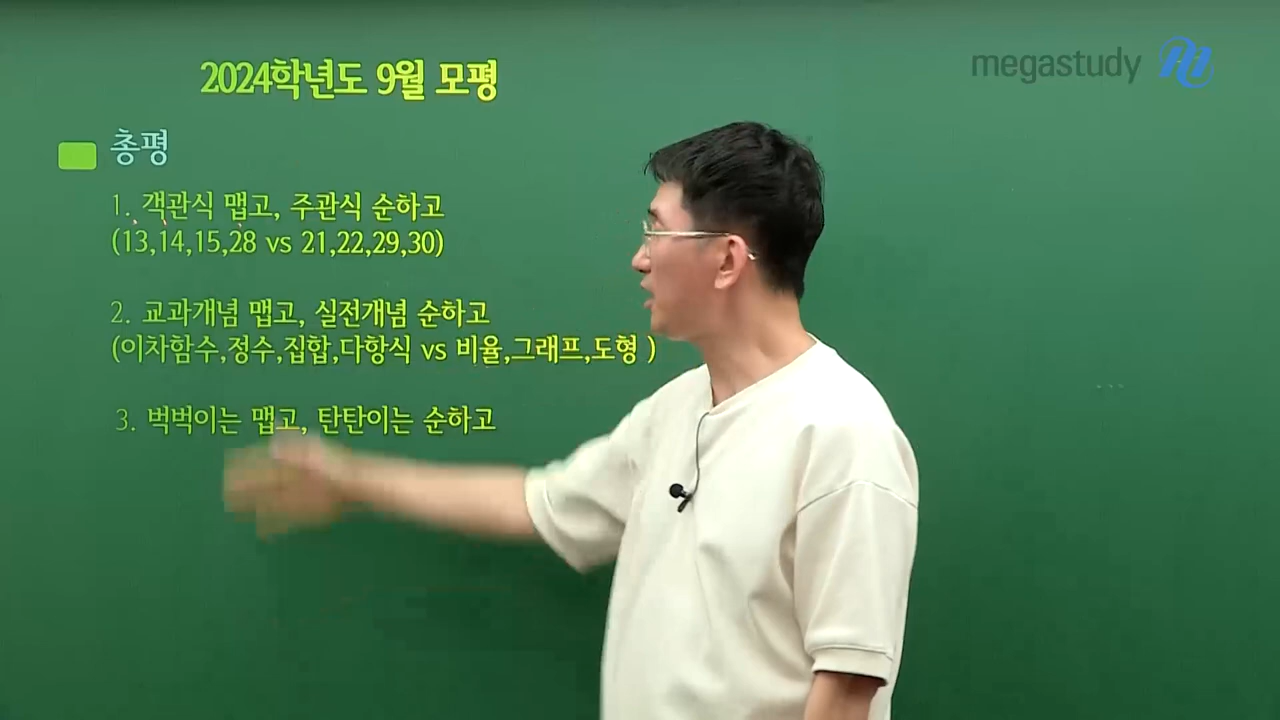 2024학년도 9월 모평
megastudy
총평
1. 객관식 맵고, 주관식 순하고
(13,14,15,28 vs 21,22,29,30)
2. 교과개념 맵고, 실전개념 순하고
(이차함수,정수,집합,다항식 vs 비율,그래프,도형 )
3. 벅벅이는 맵고, 탄탄이는 순하고